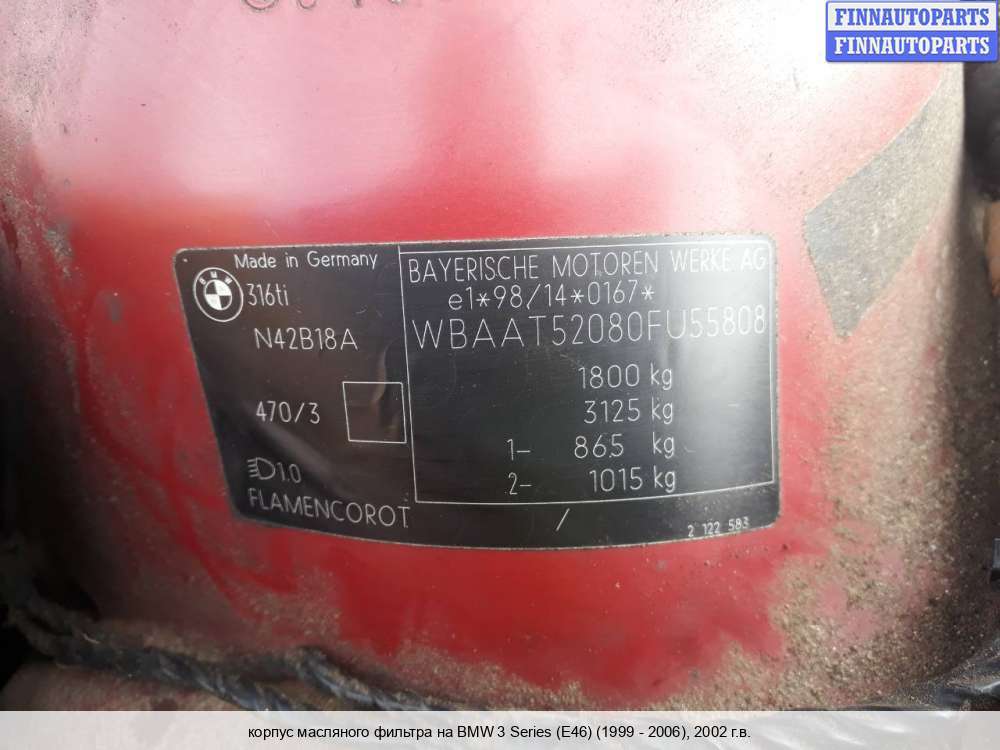 FINNAUTOPARTS
FINNAUTOPARTS
Made in Germany
BMW
316ti
N42B18A
470/3
1.0
FLAMENCOROT
BAYERISCHE MOTOREN WERKE AG
e1*98/14*0167*
WBAAT52080FU55808
1800 kg
3125 kg
1- 865 kg
2- 1015 kg
/
2 122 583
корпус масляного фильтра на BMW 3 Series (E46) (1999 - 2006), 2002 г.в.